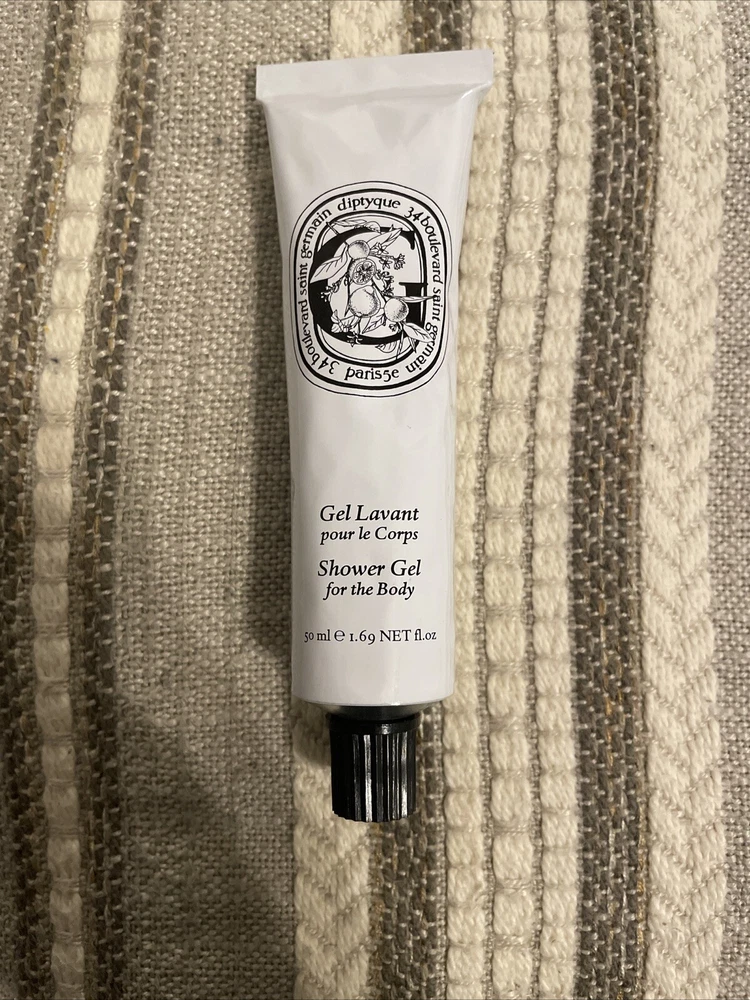 diptyque 34 boulevard saint germain paris5e 34 boulevard saint germain
Gel Lavant
pour le Corps
Shower Gel
for the Body
50 ml ℮ 1.69 NET fl.oz